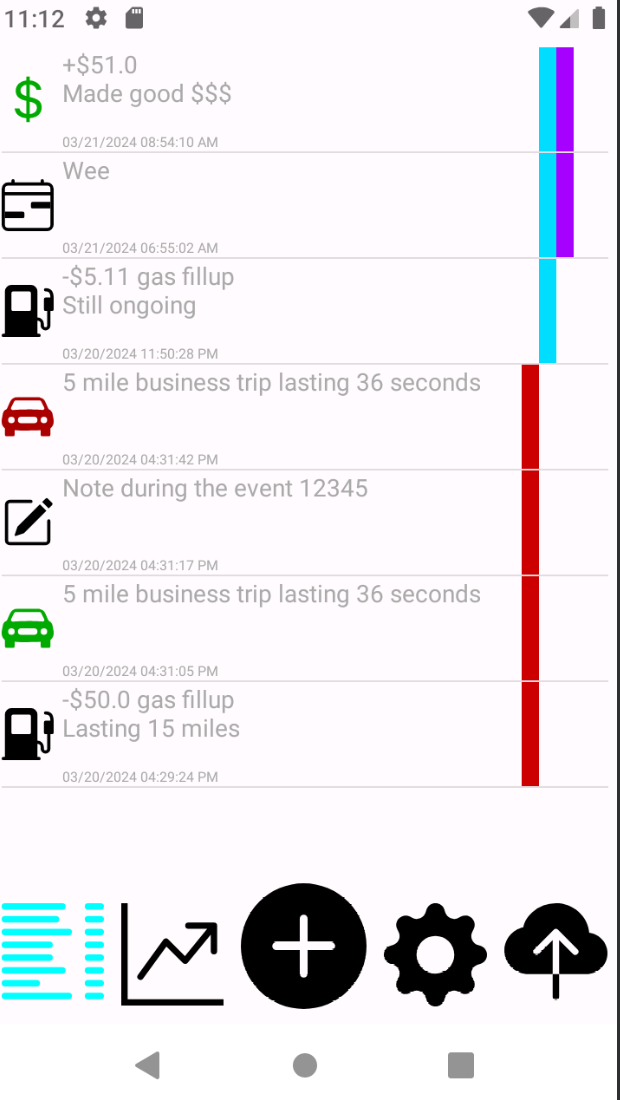 11:12
+$51.0
Made good $$$
03/21/2024 08:54:10 AM
Wee
03/21/2024 06:55:02 AM
-$5.11 gas fillup
Still ongoing
03/20/2024 11:50:28 PM
5 mile business trip lasting 36 seconds
03/20/2024 04:31:42 PM
Note during the event 12345
03/20/2024 04:31:17 PM
5 mile business trip lasting 36 seconds
03/20/2024 04:31:05 PM
-$50.0 gas fillup
Lasting 15 miles
03/20/2024 04:29:24 PM